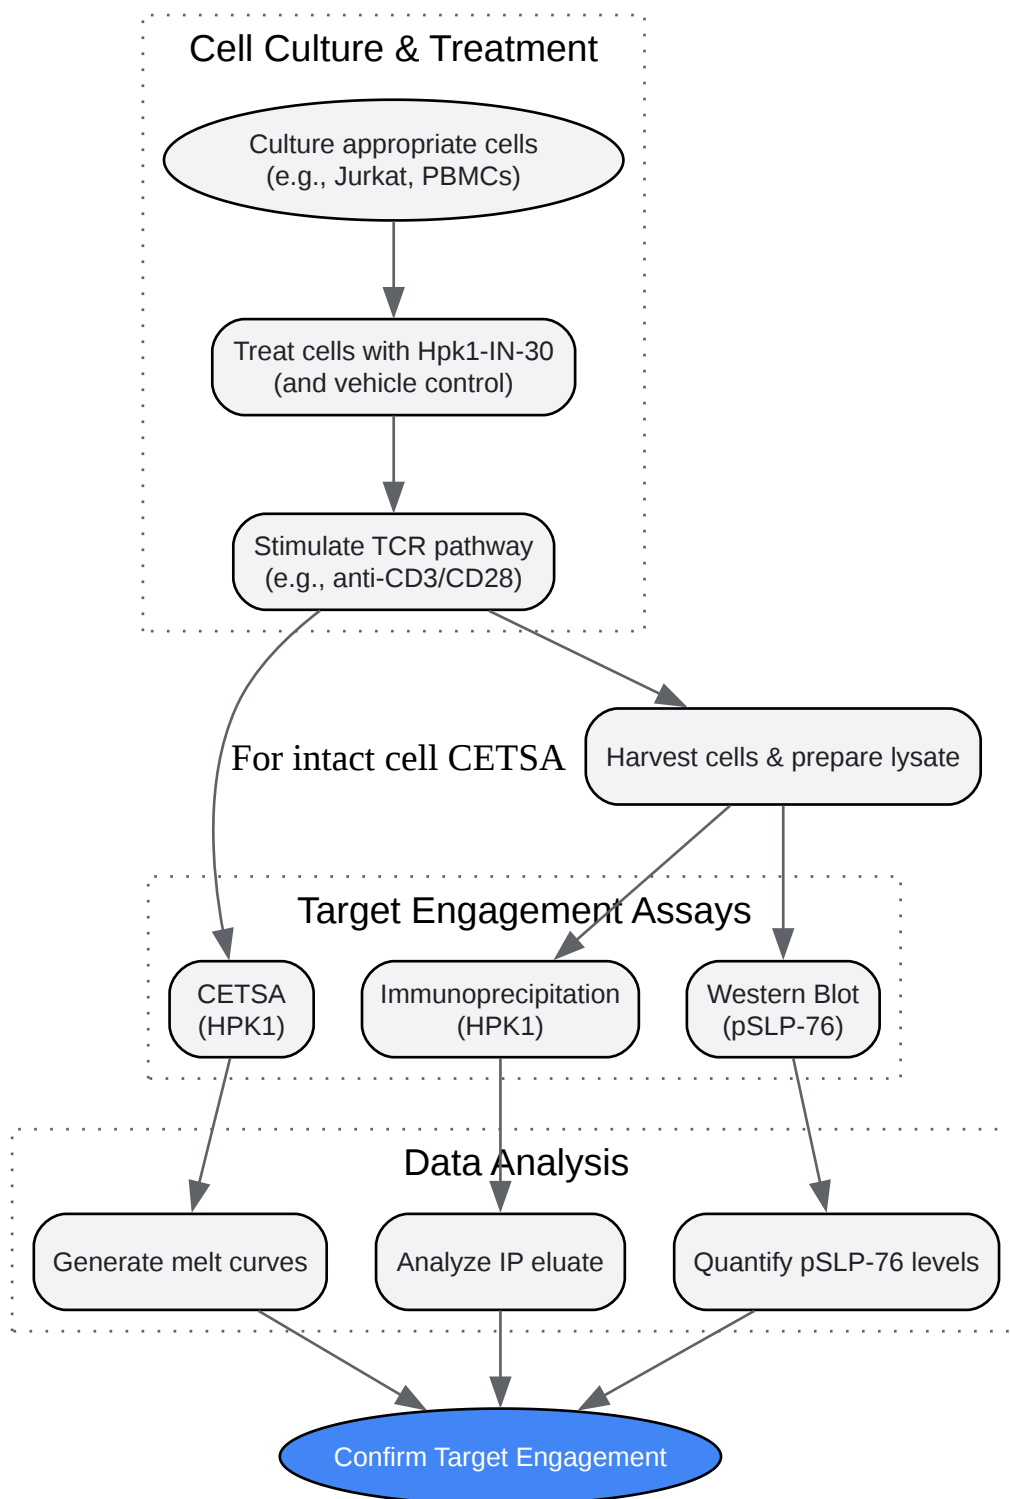 Cell Culture & Treatment
Culture appropriate cells
(e.g., Jurkat, PBMCs)
Treat cells with Hpk1-IN-30
(and vehicle control)
Stimulate TCR pathway
(e.g., anti-CD3/CD28)
For intact cell CETSA
Harvest cells & prepare lysate
Target Engagement Assays
CETSA
(HPK1)
Immunoprecipitation
(HPK1)
Western Blot
(pSLP-76)
Data Analysis
Generate melt curves
Analyze IP eluate
Quantify pSLP-76 levels
Confirm Target Engagement